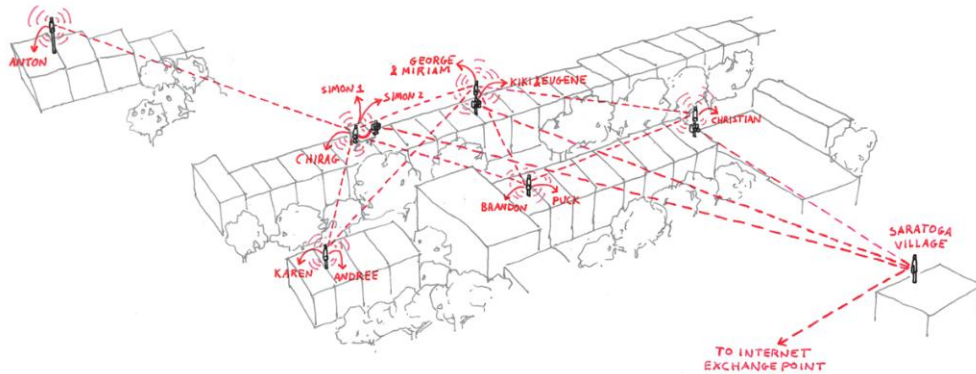 ANTON
SIMON 1
SIMON 2
CHIRAG
GEORGE
& MIRIAM
KIKI & EUGENE
CHRISTIAN
BRANDON
PUCK
KAREN
ANDREE
SARATOGA
VILLAGE
TO INTERNET
EXCHANGE POINT